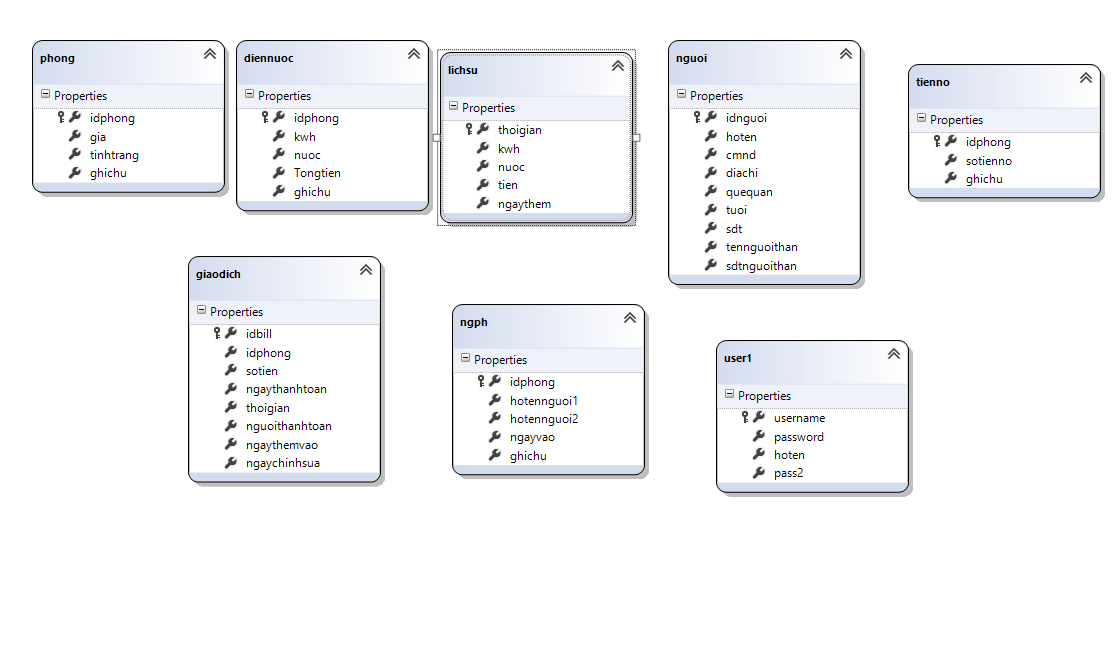 phong
Properties
idphong
gia
tinhtrang
ghichu
diennuoc
Properties
idphong
kwh
nuoc
Tongtien
ghichu
lichsu
Properties
thoigian
kwh
nuoc
tien
ngaythem
nguoi
Properties
idnguoi
hoten
cmnd
diachi
quequan
tuoi
sdt
tennguoithan
sdtnguoithan
tienno
Properties
idphong
sotienno
ghichu
giaodich
Properties
idbill
idphong
sotien
ngaythanhtoan
thoigian
nguoithanhtoan
ngaythemvao
ngaychinhsua
ngph
Properties
idphong
hotennguoi1
hotennguoi2
ngayvao
ghichu
user1
Properties
username
password
hoten
pass2